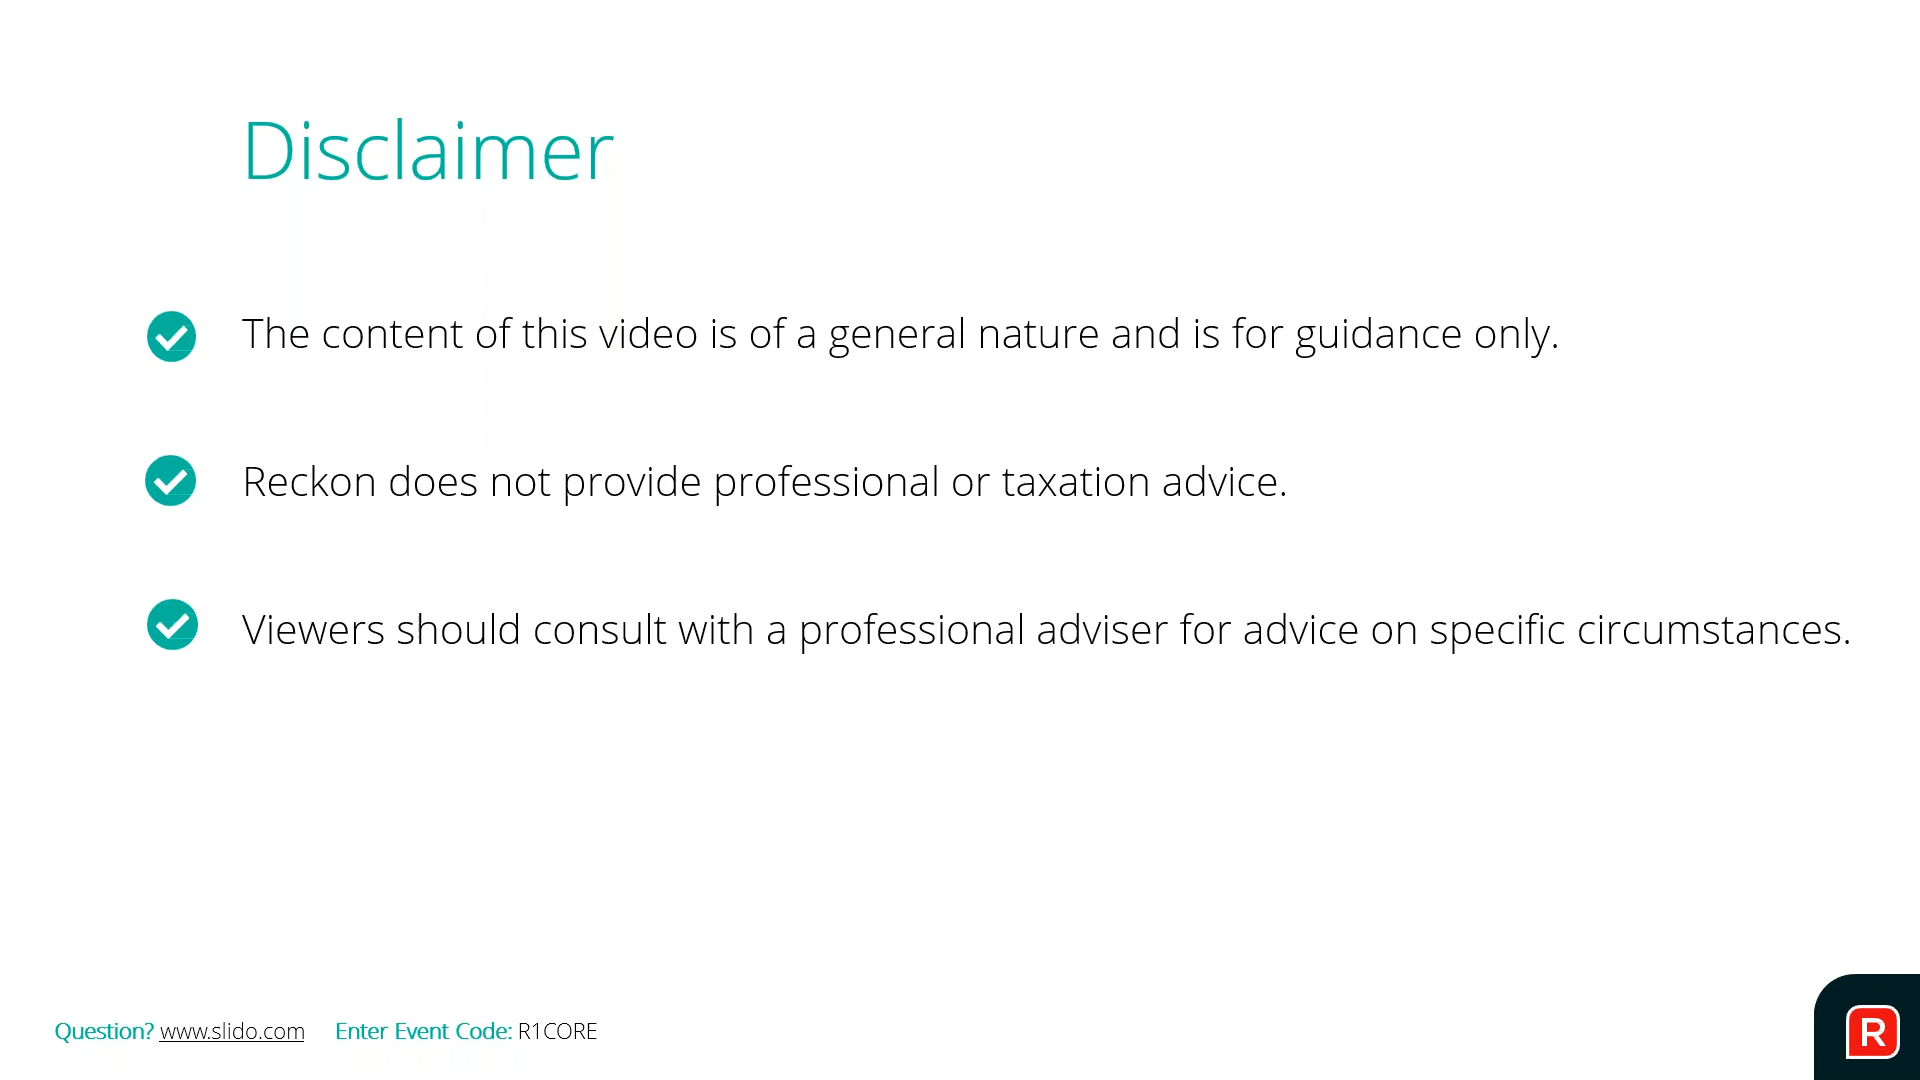 Disclaimer
The content of this video is of a general nature and is for guidance only.
Reckon does not provide professional or taxation advice.
Viewers should consult with a professional adviser for advice on specific circumstances.
Question? www.slido.com Enter Event Code: R1CORE
R